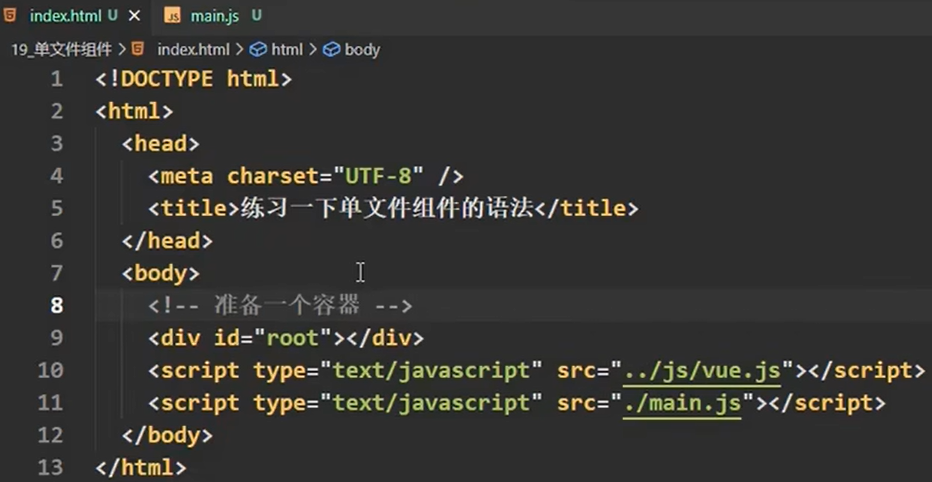 index.html U × JS main.js U
19_单文件组件 > index.html > html > body
1 <!DOCTYPE html>
2 <html>
3 <head>
4 <meta charset="UTF-8" />
5 <title>练习一下单文件组件的语法</title>
6 </head>
7 <body>
8 <!-- 准备一个容器 -->
9 <div id="root"></div>
10 <script type="text/javascript" src="../js/vue.js"></script>
11 <script type="text/javascript" src="./main.js"></script>
12 </body>
13 </html>